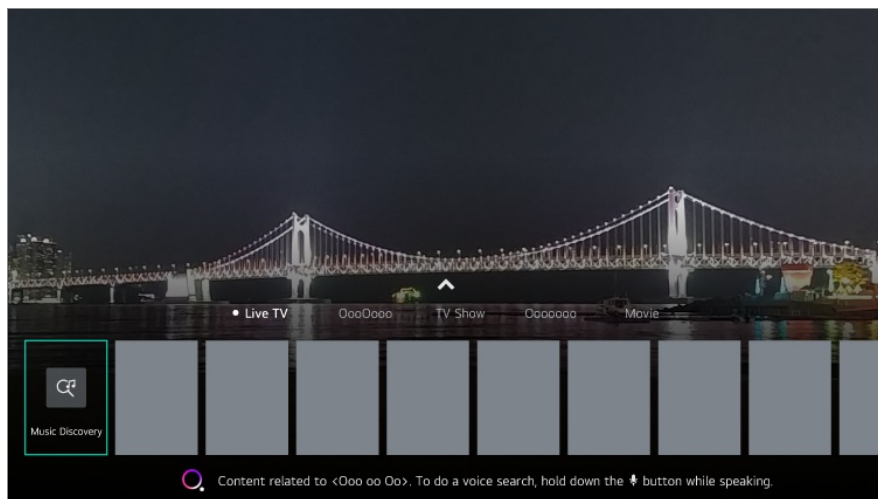 Live TV
OooOooo
TV Show
Ooooooo
Movie
Music Discovery
Content related to <Ooo oo Oo>. To do a voice search, hold down the button while speaking.